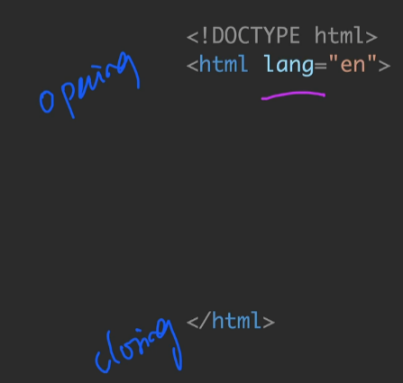 <!DOCTYPE html>
opening
<html lang="en">
closing
</html>